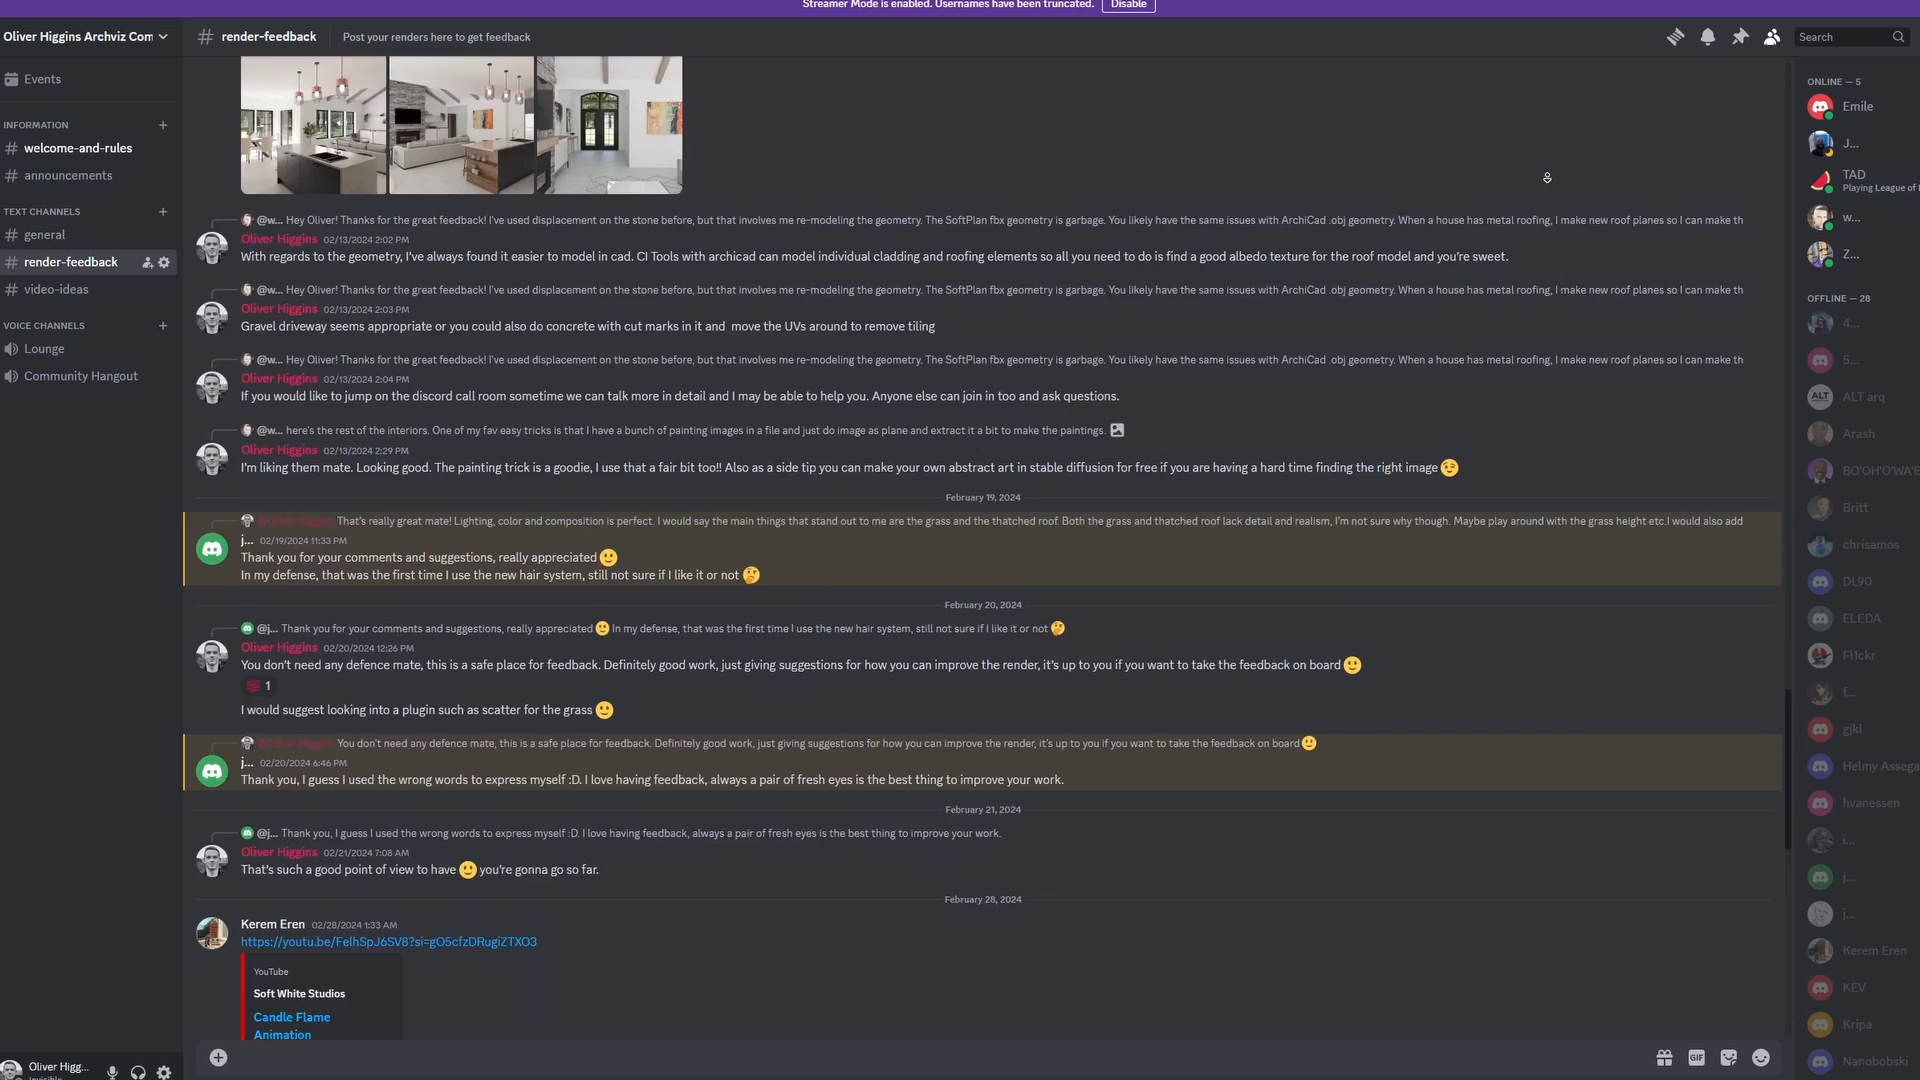 Streamer Mode is enabled. Usernames have been truncated. Disable
Oliver Higgins Archviz Com
# render-feedback Post your renders here to get feedback
Search
Events
INFORMATION
# welcome-and-rules
# announcements
TEXT CHANNELS
# general
# render-feedback
# video-ideas
VOICE CHANNELS
Lounge
Community Hangout
@w... Hey Oliver! Thanks for the great feedback! I've used displacement on the stone before, but that involves me re-modeling the geometry. The SoftPlan fbx geometry is garbage. You likely have the same issues with ArchiCad .obj geometry. When a house has metal roofing, I make new roof planes so I can make th
Oliver Higgins 02/13/2024 2:02 PM
With regards to the geometry, I've always found it easier to model in cad. CI Tools with archicad can model individual cladding and roofing elements so all you need to do is find a good albedo texture for the roof model and you're sweet.
@w... Hey Oliver! Thanks for the great feedback! I've used displacement on the stone before, but that involves me re-modeling the geometry. The SoftPlan fbx geometry is garbage. You likely have the same issues with ArchiCad .obj geometry. When a house has metal roofing, I make new roof planes so I can make th
Oliver Higgins 02/13/2024 2:03 PM
Gravel driveway seems appropriate or you could also do concrete with cut marks in it and move the UVs around to remove tiling
@w... Hey Oliver! Thanks for the great feedback! I've used displacement on the stone before, but that involves me re-modeling the geometry. The SoftPlan fbx geometry is garbage. You likely have the same issues with ArchiCad .obj geometry. When a house has metal roofing, I make new roof planes so I can make th
Oliver Higgins 02/13/2024 2:04 PM
If you would like to jump on the discord call room sometime we can talk more in detail and I may be able to help you. Anyone else can join in too and ask questions.
@w... here's the rest of the interiors. One of my fav easy tricks is that I have a bunch of painting images in a file and just do image as plane and extract it a bit to make the paintings.
Oliver Higgins 02/13/2024 2:29 PM
I'm liking them mate. Looking good. The painting trick is a goodie, I use that a fair bit too!! Also as a side tip you can make your own abstract art in stable diffusion for free if you are having a hard time finding the right image 😉
February 19, 2024
@Oliver Higgins That's really great mate! Lighting, color and composition is perfect. I would say the main things that stand out to me are the grass and the thatched roof. Both the grass and thatched roof lack detail and realism, I'm not sure why though. Maybe play around with the grass height etc.I would also add
j... 02/19/2024 11:33 PM
Thank you for your comments and suggestions, really appreciated 🙂
In my defense, that was the first time I use the new hair system, still not sure if I like it or not 🤔
February 20, 2024
@j... Thank you for your comments and suggestions, really appreciated 🙂 In my defense, that was the first time I use the new hair system, still not sure if I like it or not 🤔
Oliver Higgins 02/20/2024 12:26 PM
You don't need any defence mate, this is a safe place for feedback. Definitely good work, just giving suggestions for how you can improve the render, it's up to you if you want to take the feedback on board 🙂
💯 1
I would suggest looking into a plugin such as scatter for the grass 🙂
@Oliver Higgins You don't need any defence mate, this is a safe place for feedback. Definitely good work, just giving suggestions for how you can improve the render, it's up to you if you want to take the feedback on board 🙂
j... 02/20/2024 6:46 PM
Thank you, I guess I used the wrong words to express myself :D. I love having feedback, always a pair of fresh eyes is the best thing to improve your work.
February 21, 2024
@j... Thank you, I guess I used the wrong words to express myself :D. I love having feedback, always a pair of fresh eyes is the best thing to improve your work.
Oliver Higgins 02/21/2024 7:08 AM
That's such a good point of view to have 🙂 you're gonna go so far.
February 28, 2024
Kerem Eren 02/28/2024 1:33 AM
https://youtu.be/FelhSpJ6SV8?si=gO5cfzDRugiZTXO3
YouTube
Soft White Studios
Candle Flame
Animation
GIF
Oliver Higg...
Invisible
ONLINE — 5
Emile
J...
TAD
Playing League of
w...
Z...
OFFLINE — 28
4...
5...
ALT
ALT arq
Arash
BO'OH'O'WA'E
Britt
chrisamos
DL90
ELEDA
Fl1ckr
f...
gjkl
Helmy Assega
hvanessen
i...
j...
j...
Kerem Eren
KEV
Kripa
Nanobobski